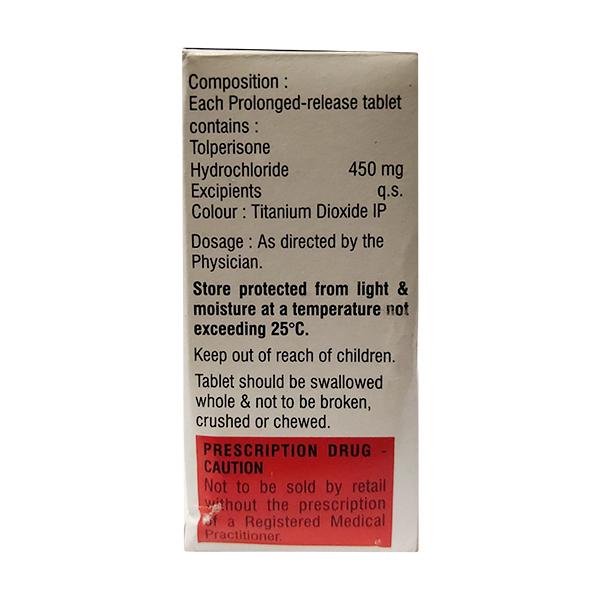 Composition :
Each Prolonged-release tablet
contains :
Tolperisone
Hydrochloride 450 mg
Excipients q.s.
Colour : Titanium Dioxide IP
Dosage : As directed by the
Physician.
Store protected from light &
moisture at a temperature not
exceeding 25°C.
Keep out of reach of children.
Tablet should be swallowed
whole & not to be broken,
crushed or chewed.
PRESCRIPTION DRUG -
CAUTION
Not to be sold by retail
without the prescription
of a Registered Medical
Practitioner.